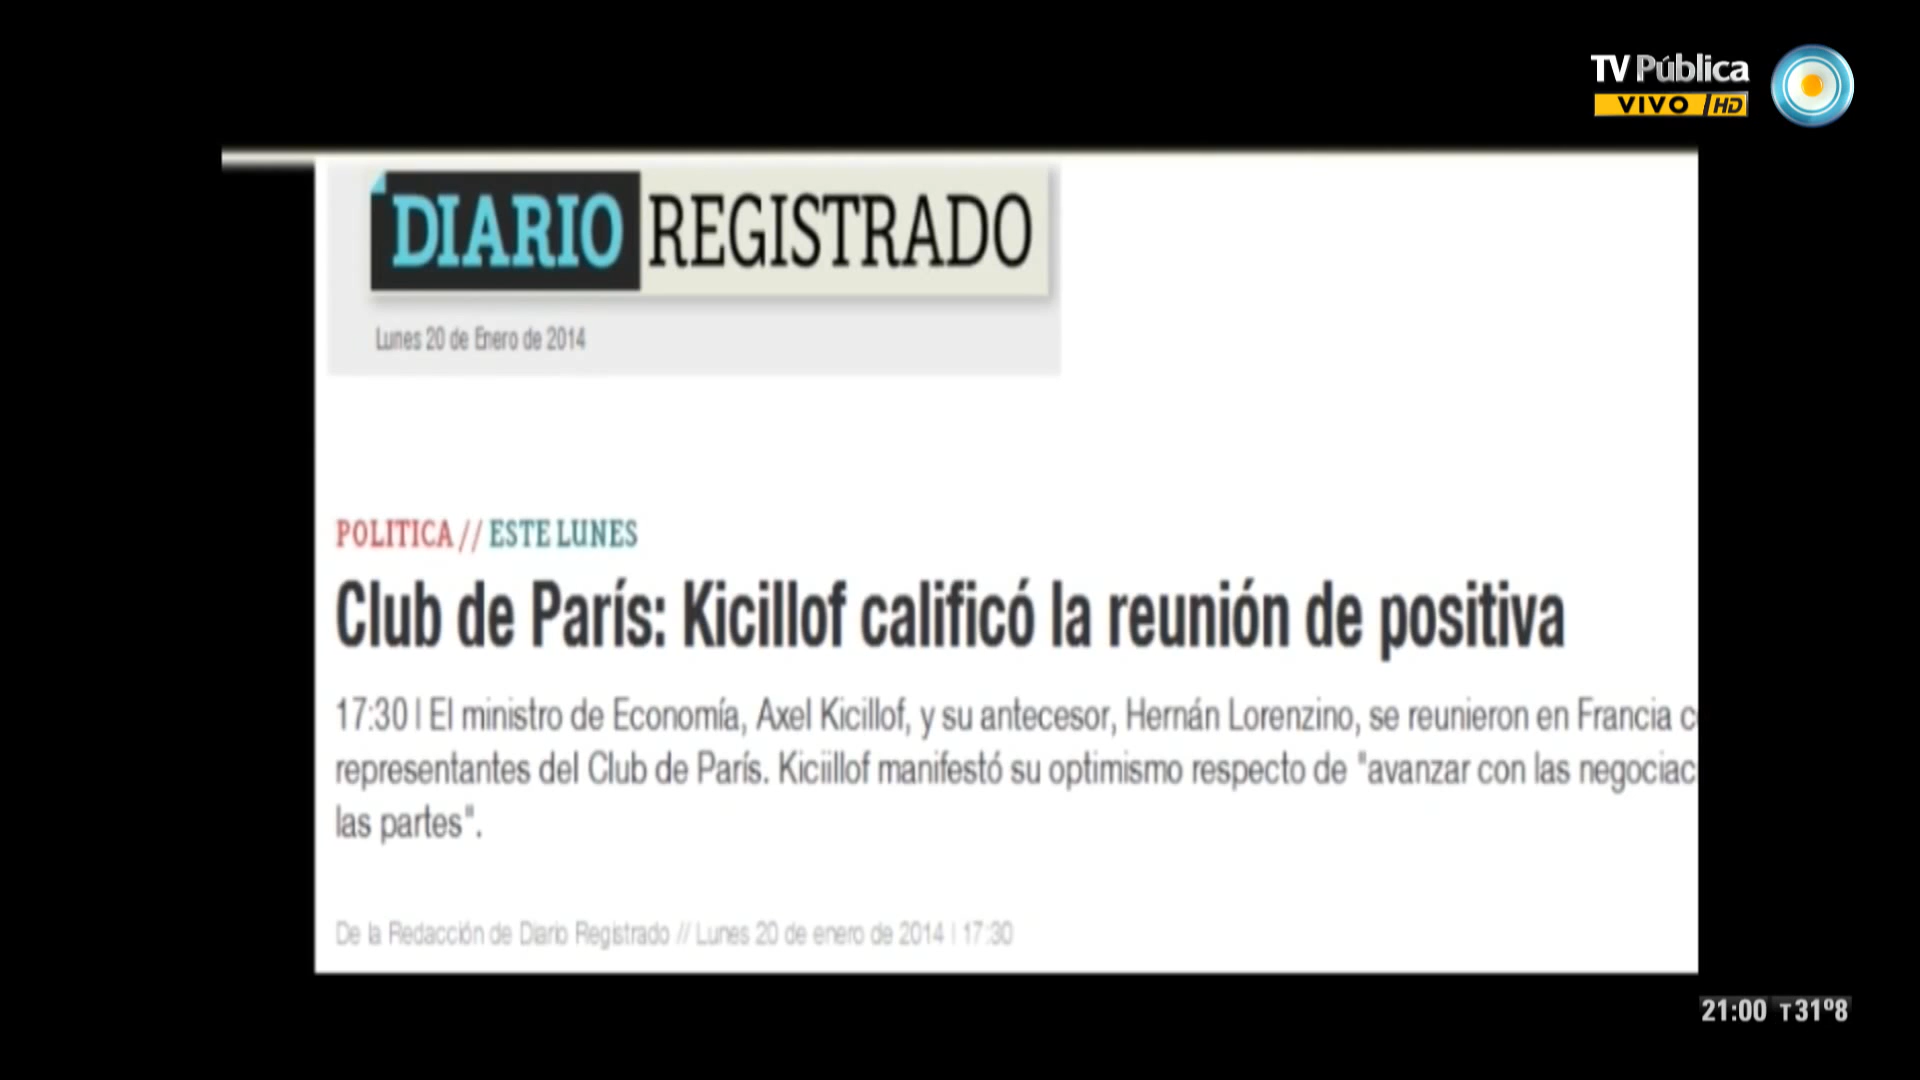 TV Pública
VIVO HD
DIARIO REGISTRADO
Lunes 20 de Enero de 2014
POLITICA // ESTE LUNES
Club de París: Kicillof calificó la reunión de positiva
17:30 | El ministro de Economía, Axel Kicillof, y su antecesor, Hernán Lorenzino, se reunieron en Francia
representantes del Club de París. Kiciillof manifestó su optimismo respecto de "avanzar con las negociac
las partes".
De la Redacción de Diario Registrado // Lunes 20 de enero de 2014 | 17:30
21:00 T31º8